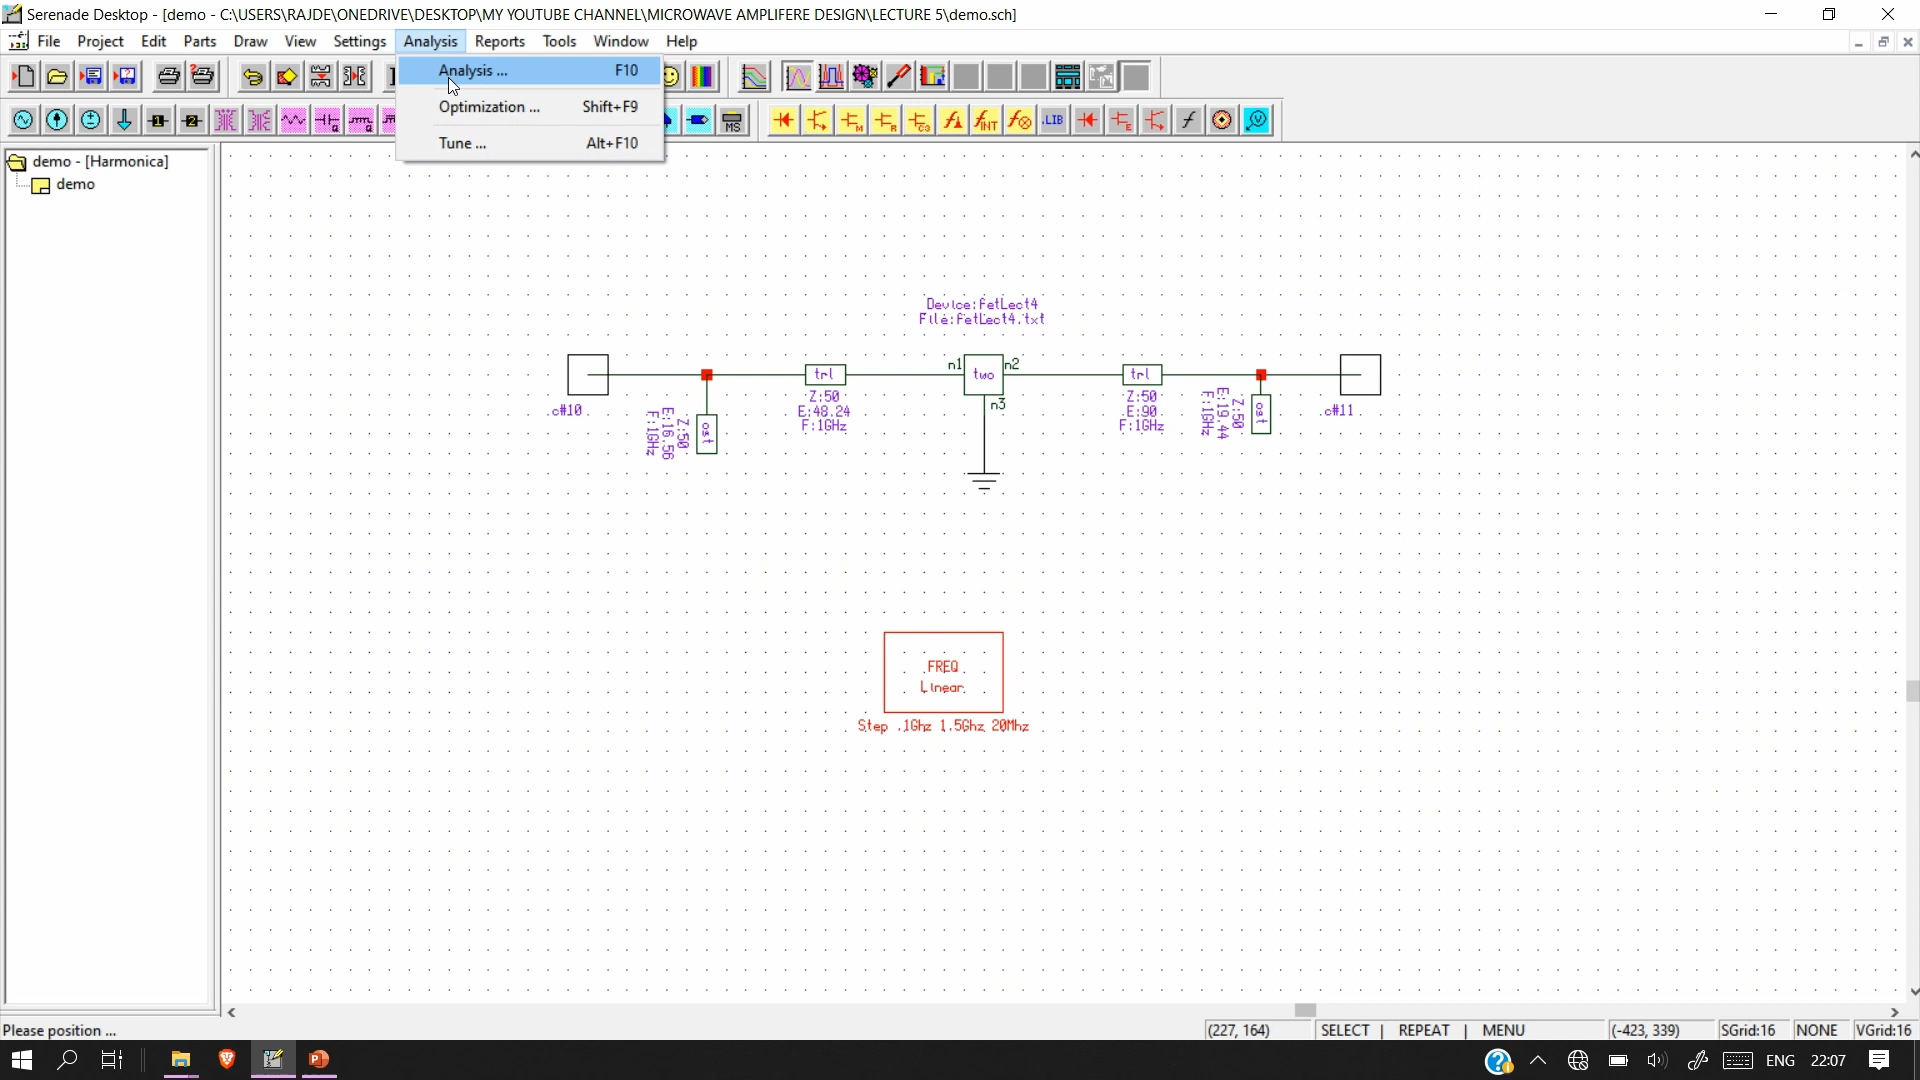 Serenade Desktop - [demo - C:\USERS\RAJDE\ONEDRIVE\DESKTOP\MY YOUTUBE CHANNEL\MICROWAVE AMPLIFERE DESIGN\LECTURE 5\demo.sch]
File Project Edit Parts Draw View Settings Analysis Reports Tools Window Help
Analysis ... F10
Optimization ... Shift+F9
Tune ... Alt+F10
.LIB
MS
demo - [Harmonica]
demo
Device:fetLect4
File:fetLect4.txt
n1 two n2
n3
trl
Z:50
E:48.24
F:1GHz
trl
Z:50
E:90
F:1GHz
c#10
ost
Z:50
E:16.56
F:1GHz
ost
Z:50
E:19.44
F:1GHz
c#11
FREQ
Linear
Step .1Ghz 1.5Ghz 20Mhz
Please position ...
(227, 164) SELECT | REPEAT | MENU (-423, 339) SGrid:16 NONE VGrid:16
ENG 22:07